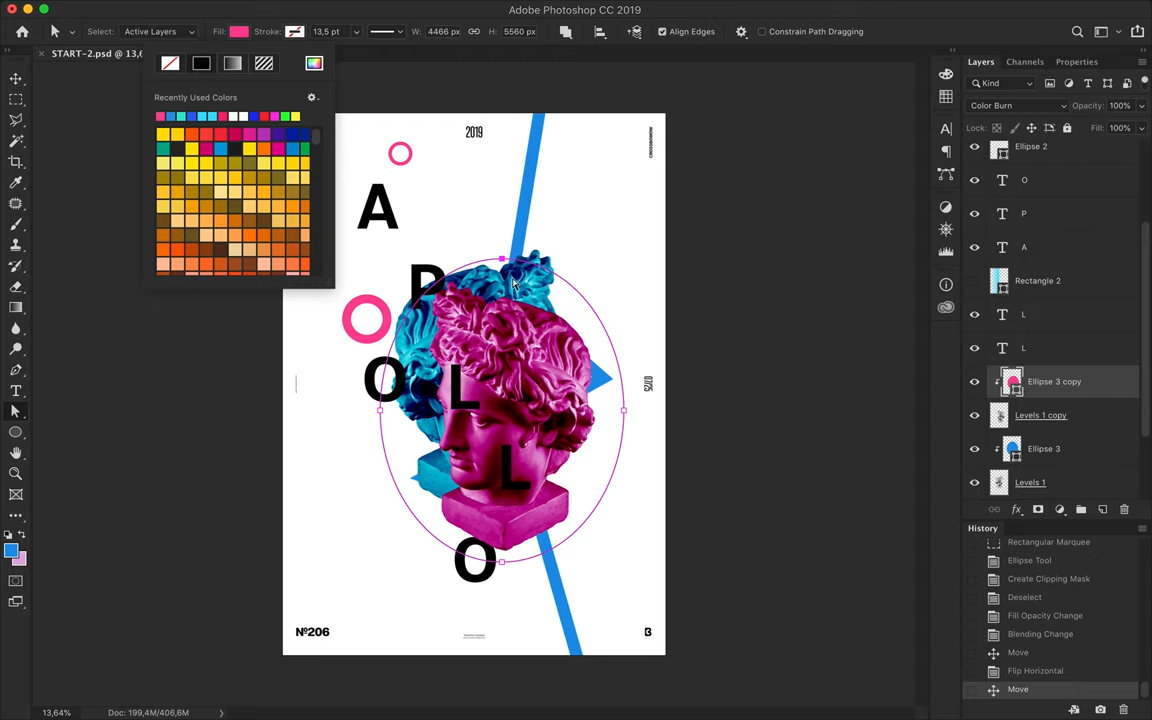 Adobe Photoshop CC 2019
Select:
Active Layers
Fill:
Stroke:
13,5 pt
W: 4466 px
H: 5560 px
Align Edges
Constrain Path Dragging
START-2.psd @ 13,6
Recently Used Colors
2019
CROSSBOWOW
A
P
O
L
L
O
07/05
Nº206
B
Layers
Channels
Properties
Kind
Color Burn
Opacity: 100%
Lock:
Fill: 100%
Ellipse 2
O
P
A
Rectangle 2
L
L
Ellipse 3 copy
Levels 1 copy
Ellipse 3
Levels 1
fx
History
Rectangular Marquee
Ellipse Tool
Create Clipping Mask
Deselect
Fill Opacity Change
Blending Change
Move
Flip Horizontal
Move
13,64%
Doc: 199,4M/406,6M